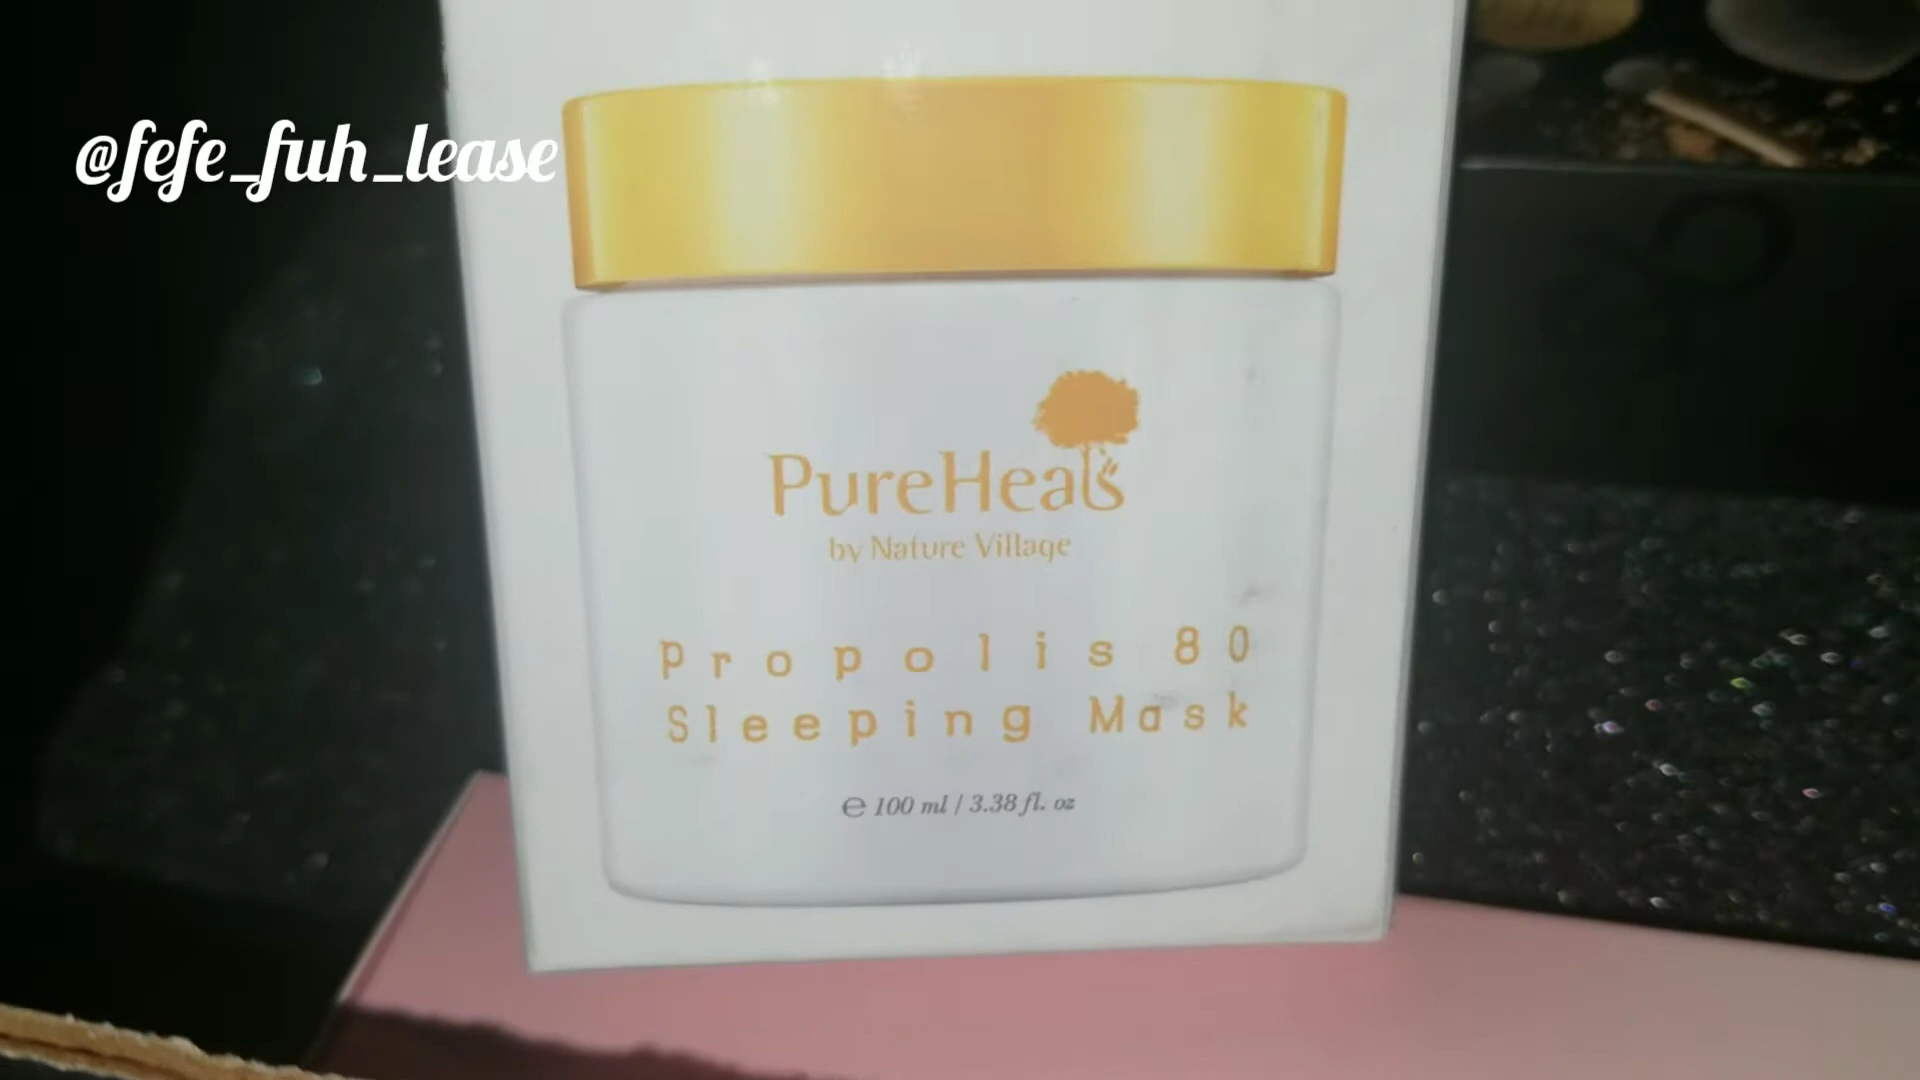 @fefe_fuh_lease
PureHeals
by Nature Village
Propolis 80
Sleeping Mask
℮ 100 ml / 3.38 fl. oz